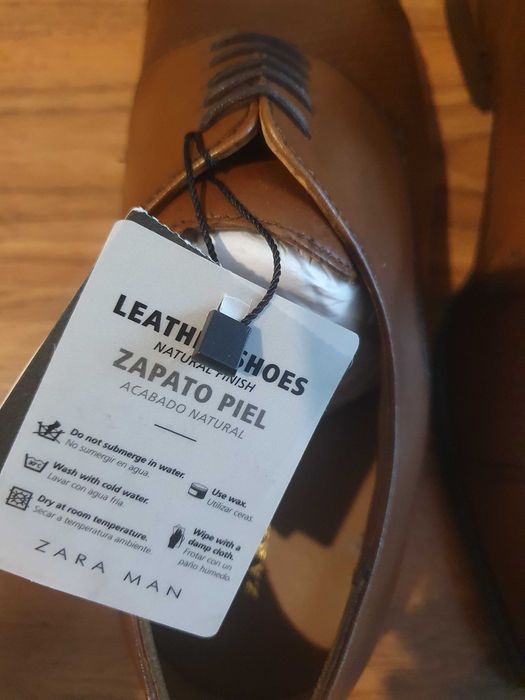 LEATH SHOES
NATURAL FINISH
ZAPATO PIEL
ACABADO NATURAL
Do not submerge in water.
No sumergir en agua.
Wash with cold water.
Lavar con agua fría
Dry at room temperature.
Secar a temperatura ambiente.
Use wax.
Utilizar ceras.
Wipe with a
damp cloth.
Frotar con un
paño humedo.
ZARA MAN